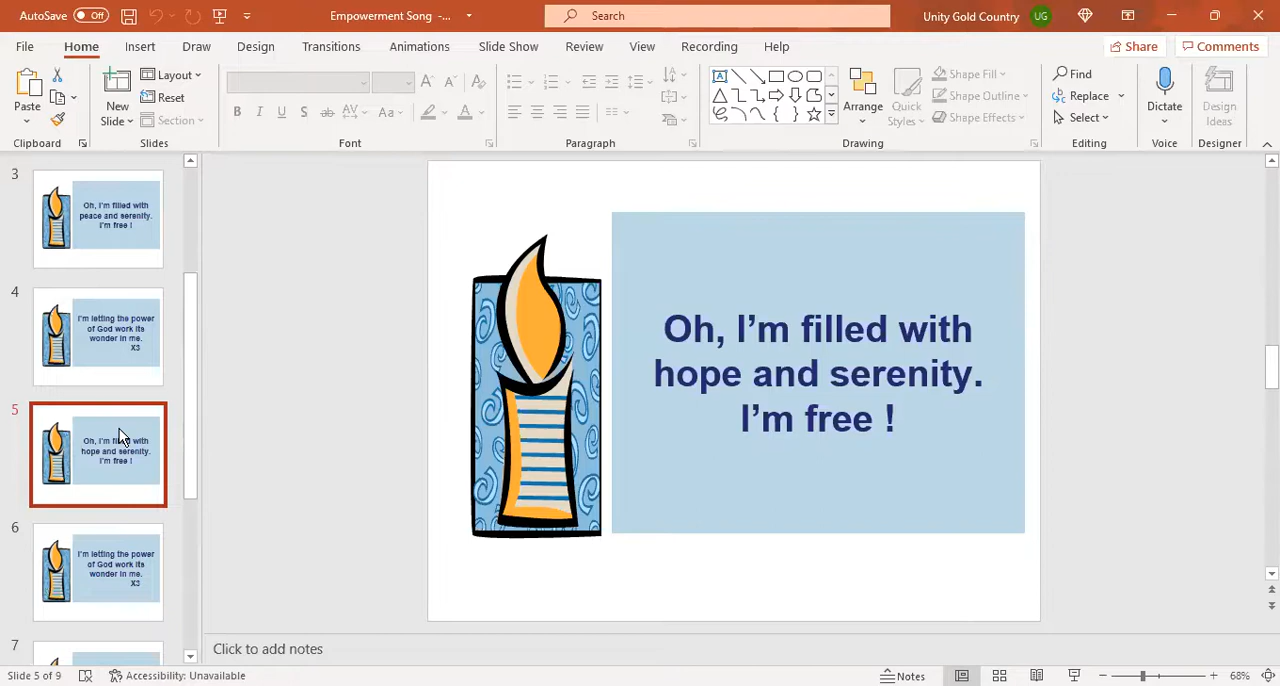 AutoSave Off Empowerment Song -... Search Unity Gold Country UG
File Home Insert Draw Design Transitions Animations Slide Show Review View Recording Help Share Comments
Paste New Slide Layout Reset Section
B I U S ab AV Aa A A A A
Shape Fill Shape Outline Shape Effects
Arrange Quick Styles
Find Replace Select
Dictate Design Ideas
Clipboard Slides Font Paragraph Drawing Editing Voice Designer
3
Oh, I'm filled with
peace and serenity.
I'm free !
4
I'm letting the power
of God work its
wonder in me.
X3
5
Oh, I'm filled with
hope and serenity.
I'm free !
6
I'm letting the power
of God work its
wonder in me.
X3
7
Oh, I’m filled with
hope and serenity.
I’m free !
Click to add notes
Slide 5 of 9 Accessibility: Unavailable Notes 68%